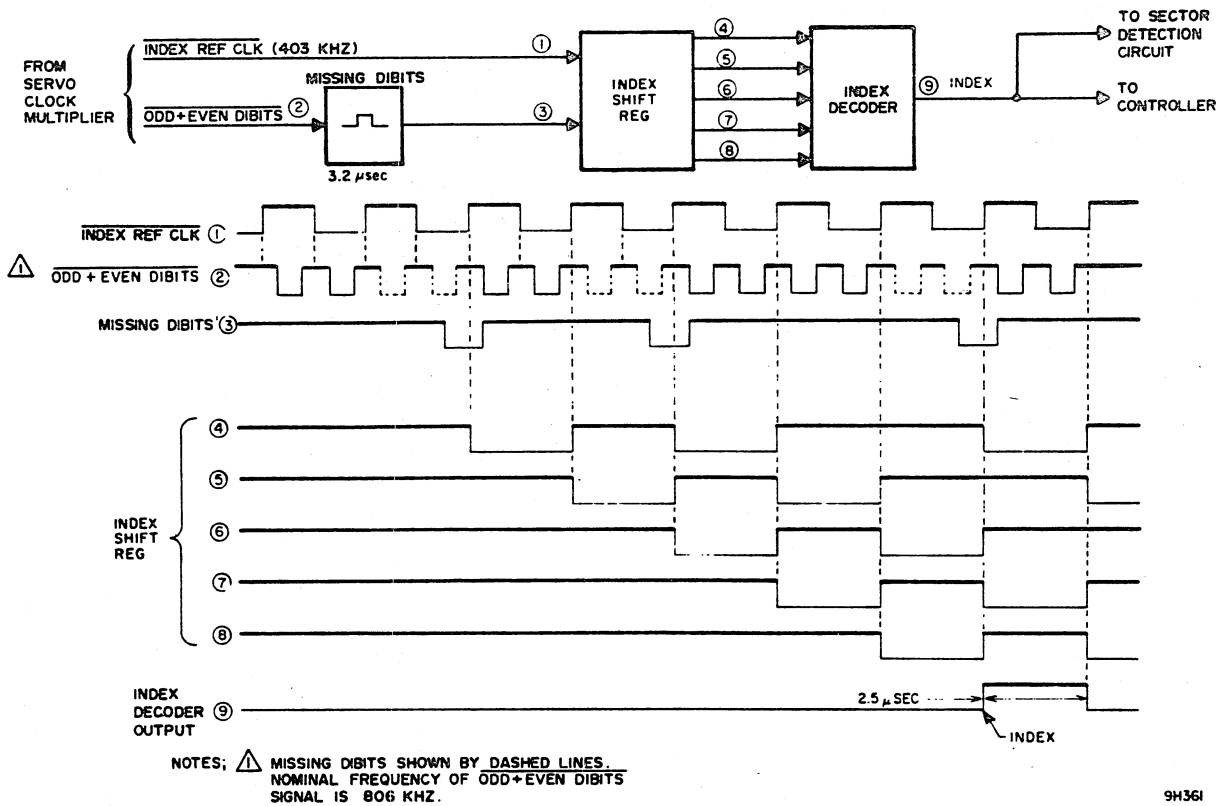 FROM
SERVO
CLOCK
MULTIPLIER
INDEX REF CLK (403 KHZ)
①
MISSING DIBITS
ODD+EVEN DIBITS ②
3.2 µsec
③
INDEX
SHIFT
REG
④
⑤
⑥
⑦
⑧
INDEX
DECODER
⑨ INDEX
TO SECTOR
DETECTION
CIRCUIT
TO
CONTROLLER
INDEX REF CLK ①
1 ODD + EVEN DIBITS ②
MISSING DIBITS' ③
INDEX
SHIFT
REG
④
⑤
⑥
⑦
⑧
INDEX
DECODER ⑨
OUTPUT
2.5 µSEC
INDEX
NOTES; 1 MISSING DIBITS SHOWN BY DASHED LINES.
NOMINAL FREQUENCY OF ODD+EVEN DIBITS
SIGNAL IS 806 KHZ.
9H361